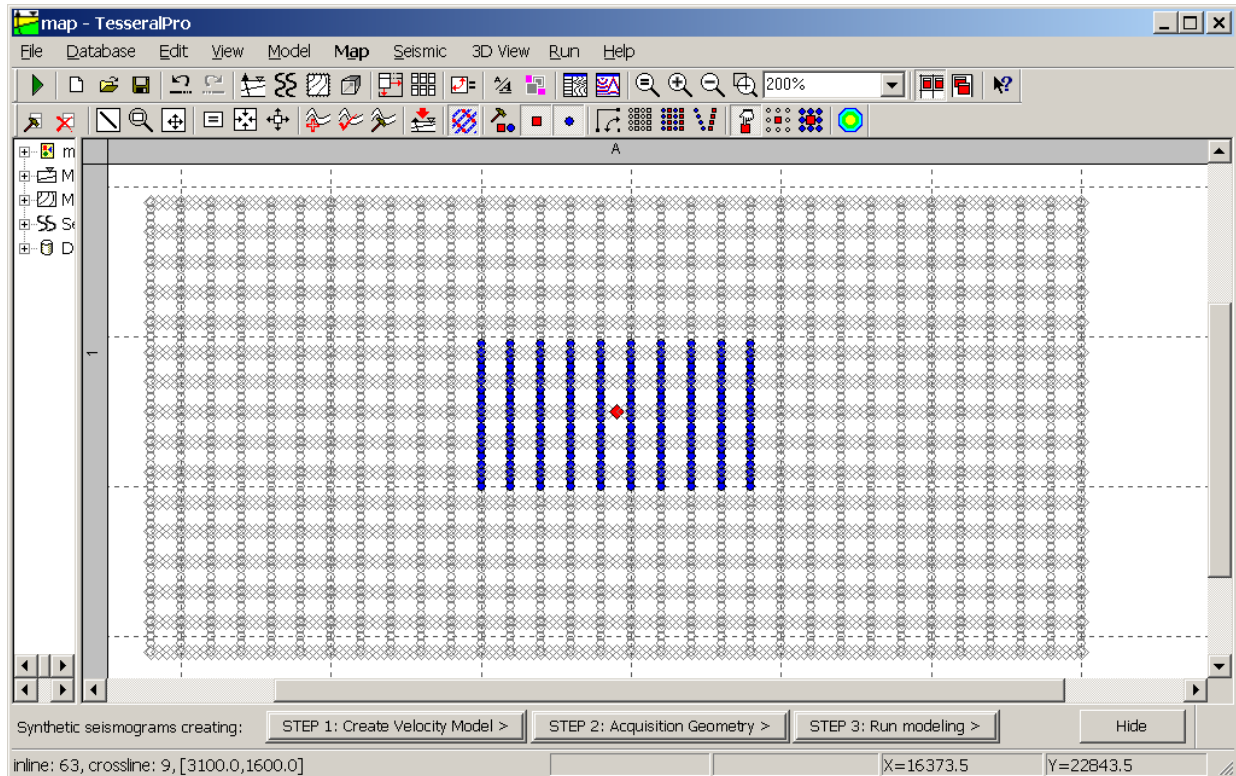 map - TesseralPro
File Database Edit View Model Map Seismic 3D View Run Help
200%
m
M
M
Se
D
A
1
Synthetic seismograms creating: STEP 1: Create Velocity Model > STEP 2: Acquisition Geometry > STEP 3: Run modeling > Hide
inline: 63, crossline: 9, [3100.0,1600.0] X=16373.5 Y=22843.5